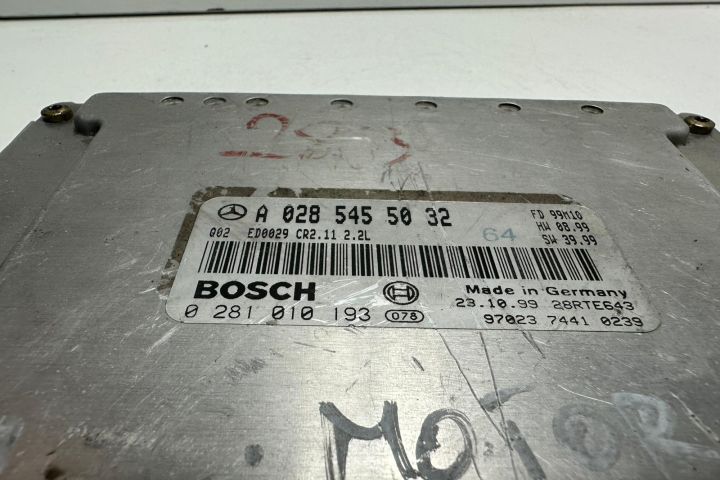 A 028 545 50 32
Q02 ED0029 CR2.11 2.2L
64
FD 99M10
HW 08.99
SW 39.99
BOSCH
Made in Germany
0 281 010 193 078
23.10.99 28RTE643
97023 7441 0239
MOTOR